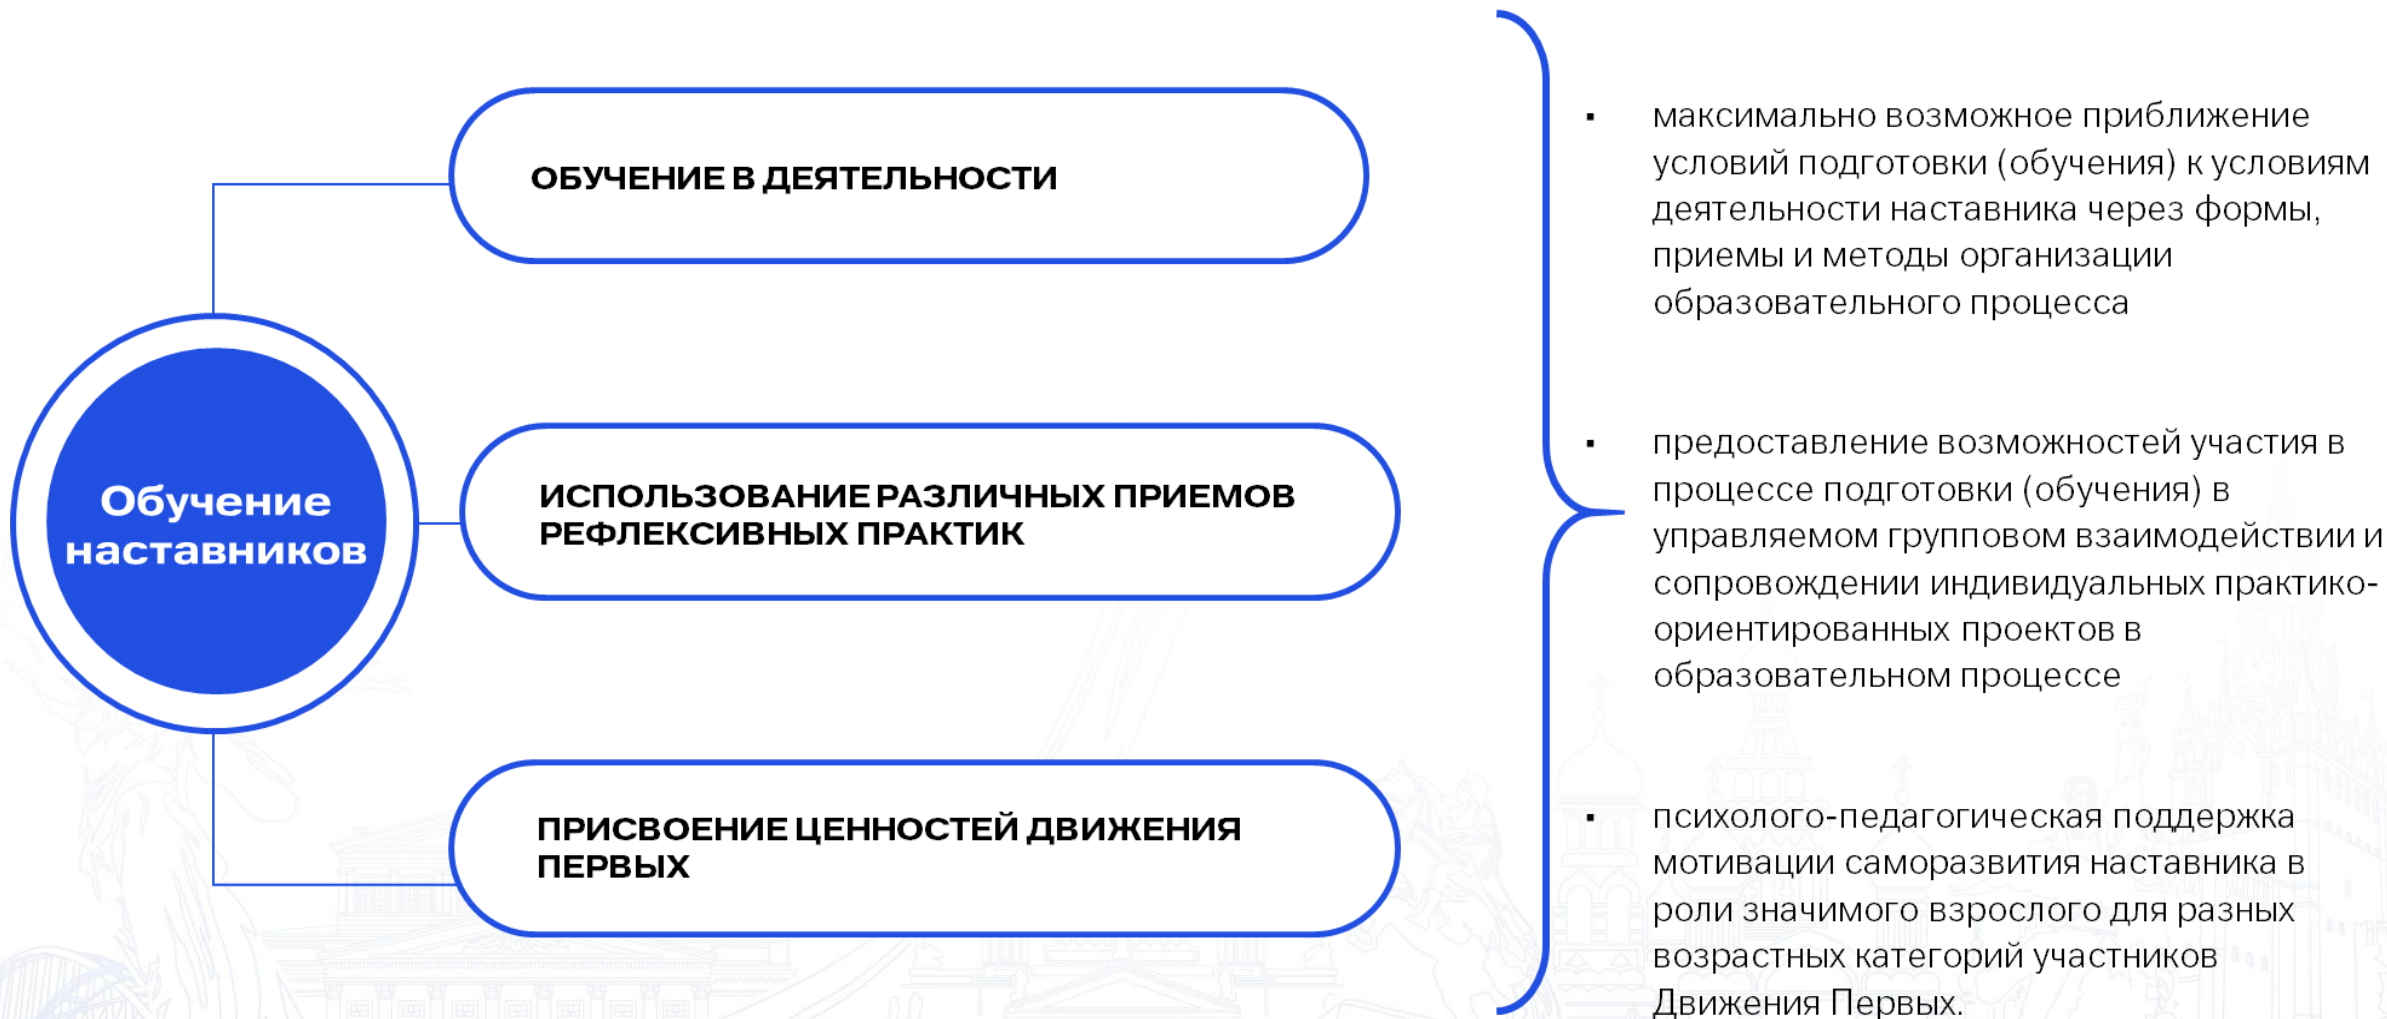 Обучение
наставников
ОБУЧЕНИЕ В ДЕЯТЕЛЬНОСТИ
ИСПОЛЬЗОВАНИЕ РАЗЛИЧНЫХ ПРИЕМОВ
РЕФЛЕКСИВНЫХ ПРАКТИК
ПРИСВОЕНИЕ ЦЕННОСТЕЙ ДВИЖЕНИЯ
ПЕРВЫХ
▪ максимально возможное приближение
условий подготовки (обучения) к условиям
деятельности наставника через формы,
приемы и методы организации
образовательного процесса
▪ предоставление возможностей участия в
процессе подготовки (обучения) в
управляемом групповом взаимодействии и
сопровождении индивидуальных практико-
ориентированных проектов в
образовательном процессе
▪ психолого-педагогическая поддержка
мотивации саморазвития наставника в
роли значимого взрослого для разных
возрастных категорий участников
Движения Первых.